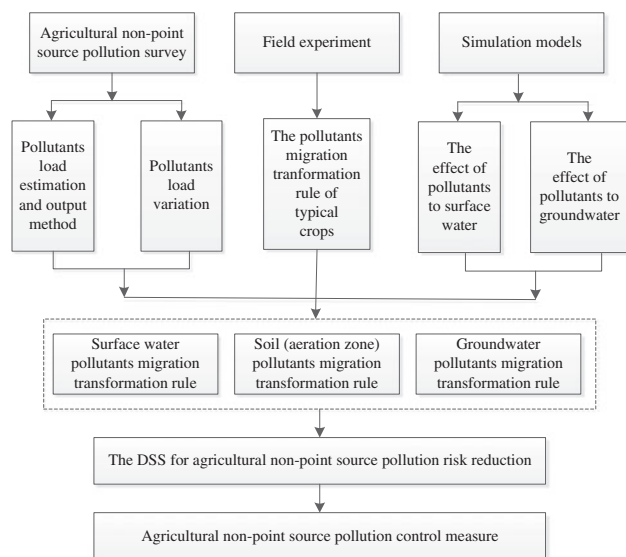 Agricultural non-point
source pollution survey
Field experiment
Simulation models
Pollutants
load
estimation
and output
method
Pollutants
load
variation
The
pollutants
migration
tranformation
rule of
typical
crops
The
effect of
pollutants
to surface
water
The
effect of
pollutants to
groundwater
Surface water
pollutants migration
transformation rule
Soil (aeration zone)
pollutants migration
transformation rule
Groundwater
pollutants migration
transformation rule
The DSS for agricultural non-point source pollution risk reduction
Agricultural non-point source pollution control measure